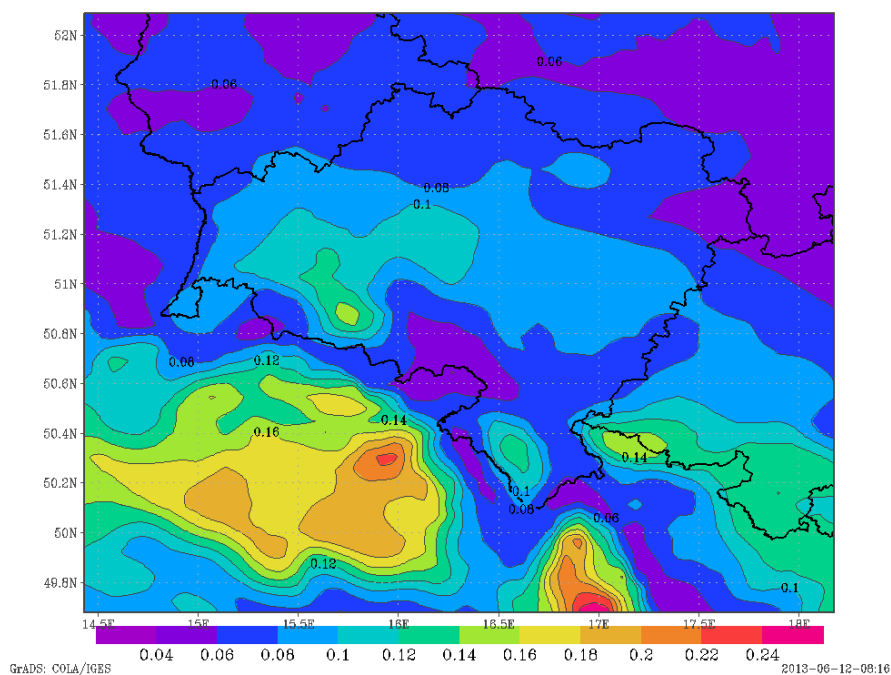 52N
0.06
51.8N
0.06
51.6N
51.4N
0.08
0.1
51.2N
51N
50.8N
0.08
0.12
50.6N
0.14
50.4N
0.16
0.14
50.2N
0.1
0.08
0.06
50N
0.12
49.8N
0.1
14.5E 15E 15.5E 16E 16.5E 17E 17.5E 18E
0.04 0.06 0.08 0.1 0.12 0.14 0.16 0.18 0.2 0.22 0.24
GrADS: COLA/IGES 2013-06-12-08:16